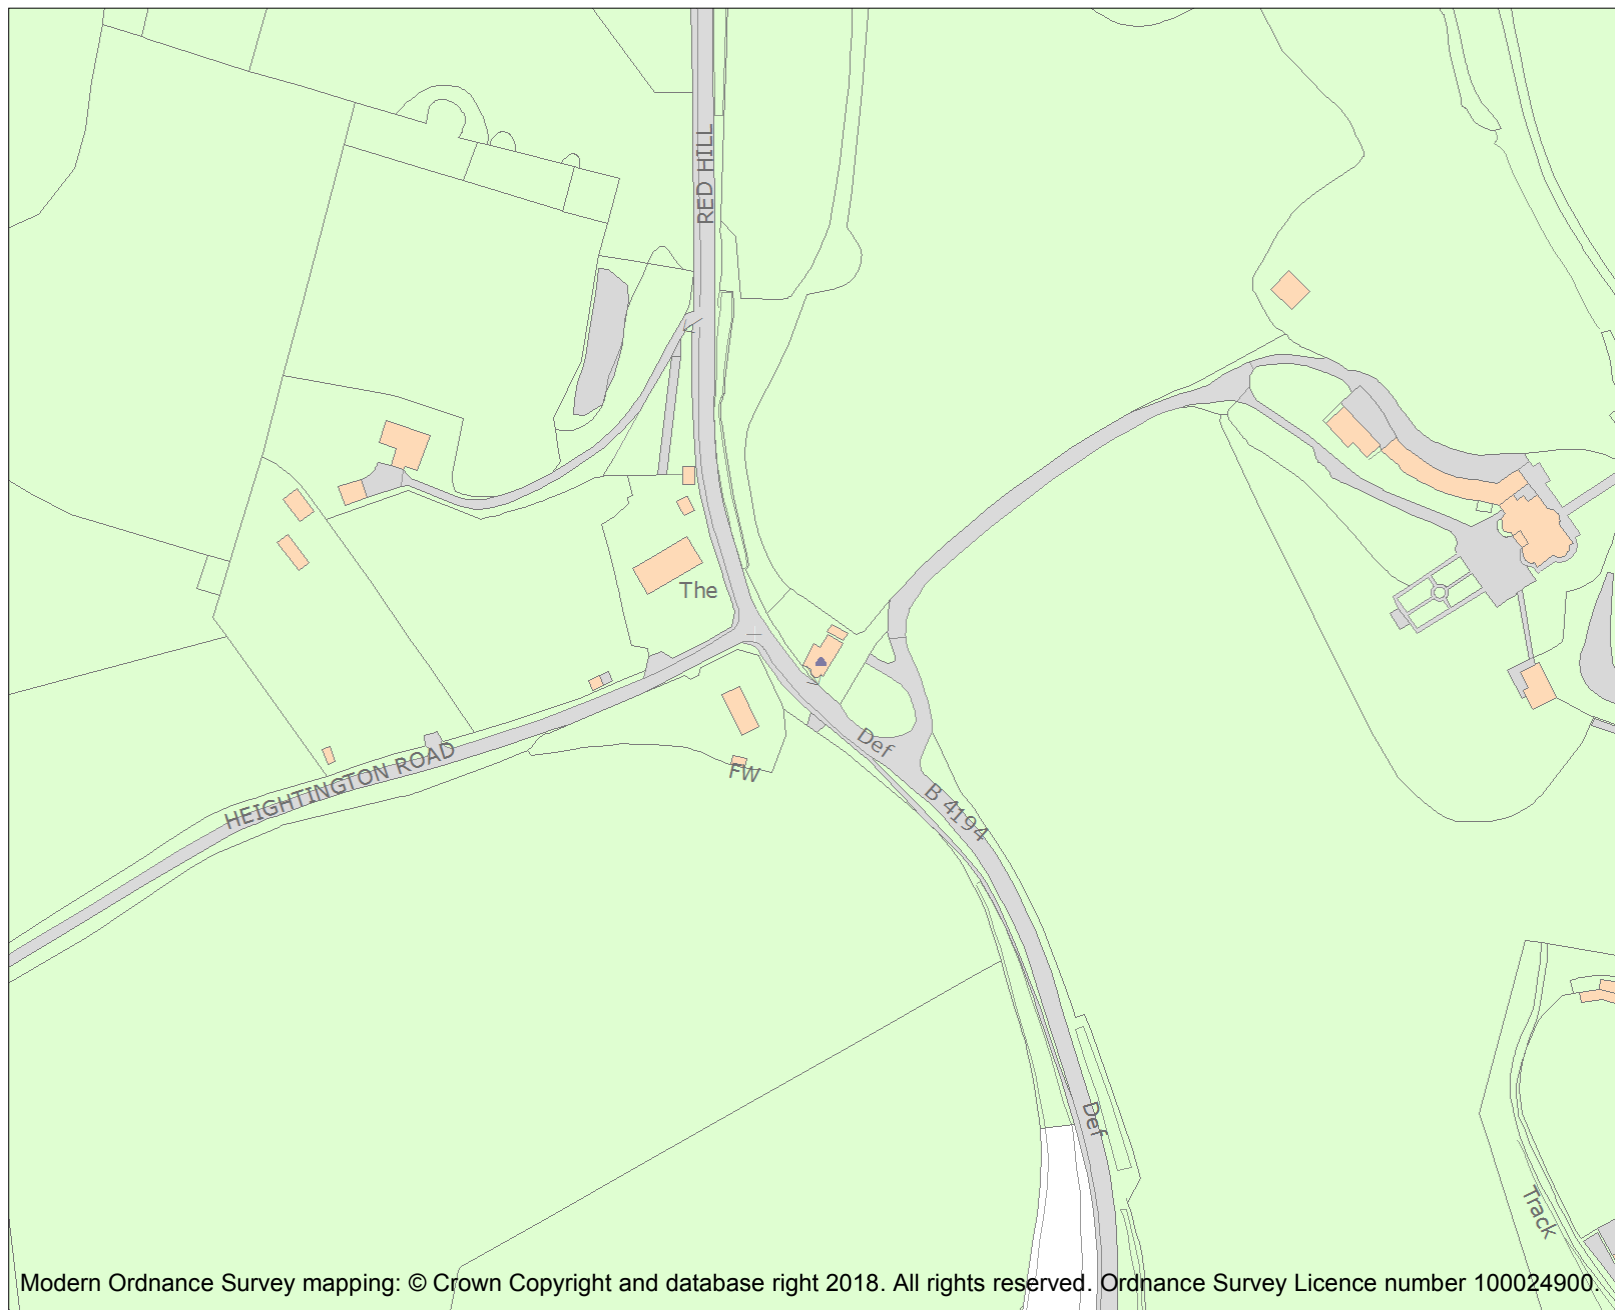 RED HILL
The
Def
FW
HEIGHTINGTON ROAD
B 4194
Def
Track
Modern Ordnance Survey mapping: © Crown Copyright and database right 2018. All rights reserved. Ordnance Survey Licence number 100024900.